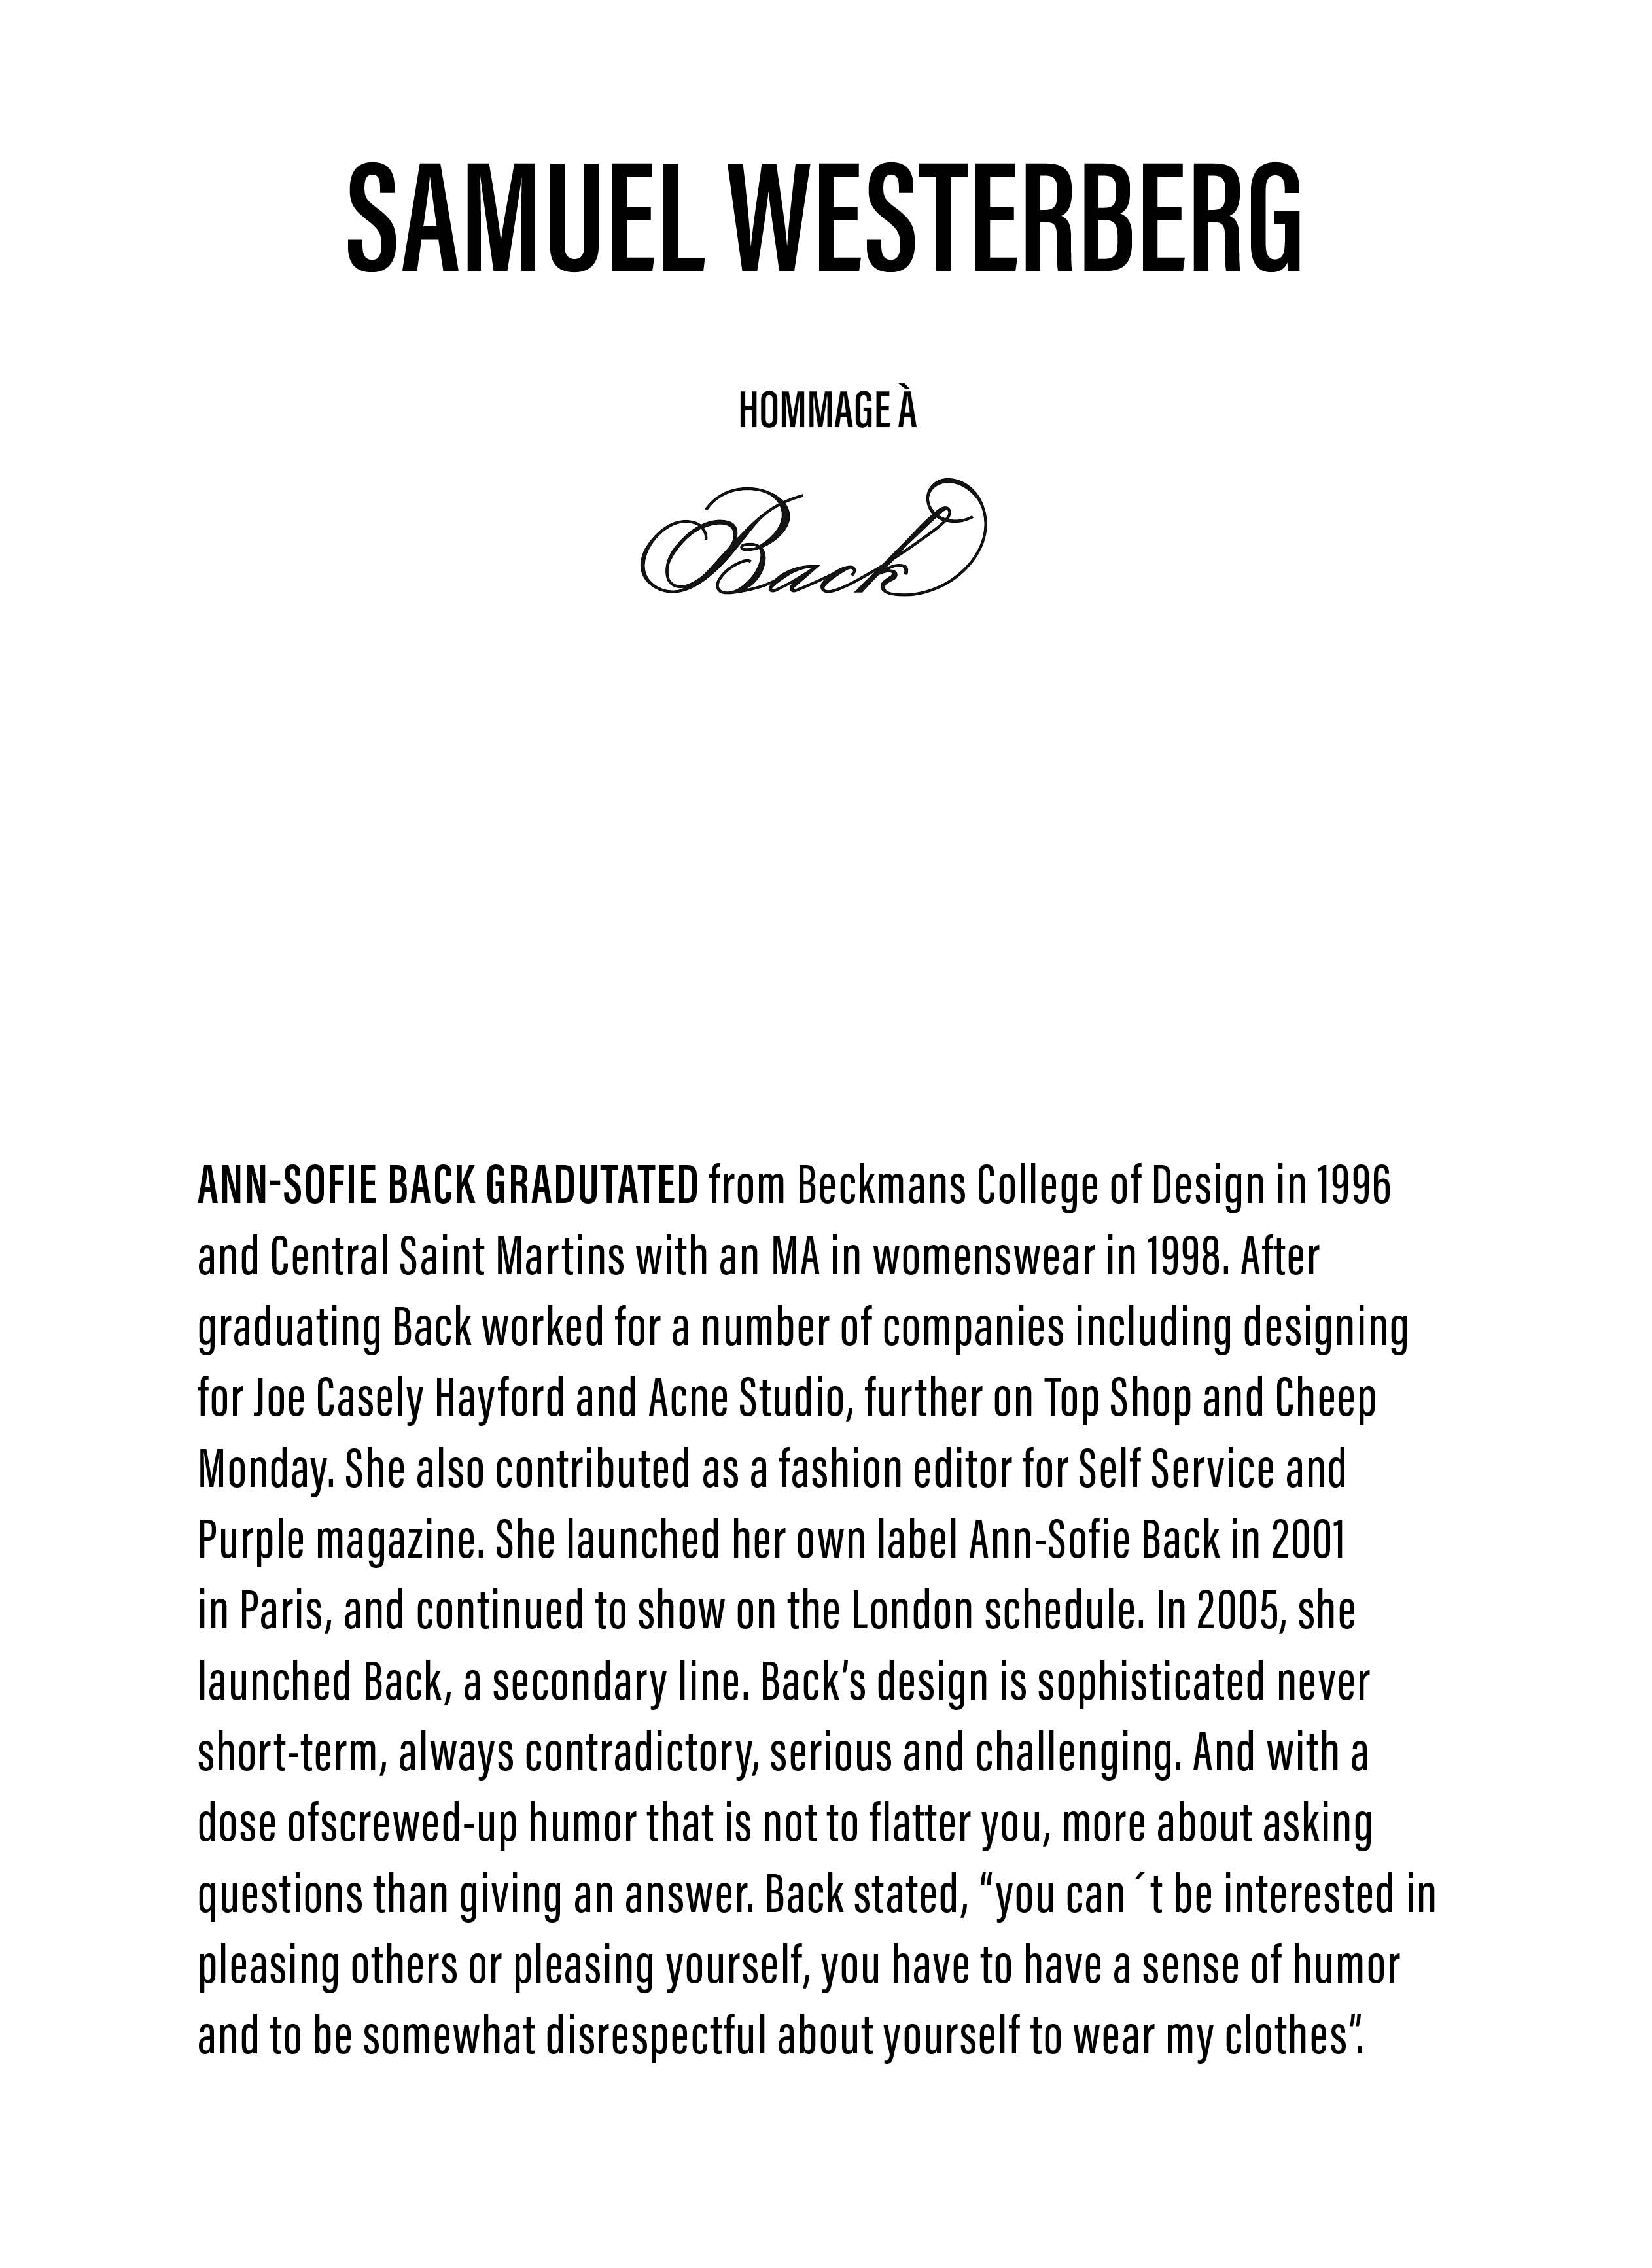 SAMUEL WESTERBERG
HOMMAGE À
Back
ANN-SOFIE BACK GRADUTATED from Beckmans College of Design in 1996
and Central Saint Martins with an MA in womenswear in 1998. After
graduating Back worked for a number of companies including designing
for Joe Casely Hayford and Acne Studio, further on Top Shop and Cheep
Monday. She also contributed as a fashion editor for Self Service and
Purple magazine. She launched her own label Ann-Sofie Back in 2001
in Paris, and continued to show on the London schedule. In 2005, she
launched Back, a secondary line. Back’s design is sophisticated never
short-term, always contradictory, serious and challenging. And with a
dose ofscrewed-up humor that is not to flatter you, more about asking
questions than giving an answer. Back stated, “you can ´t be interested in
pleasing others or pleasing yourself, you have to have a sense of humor
and to be somewhat disrespectful about yourself to wear my clothes”.